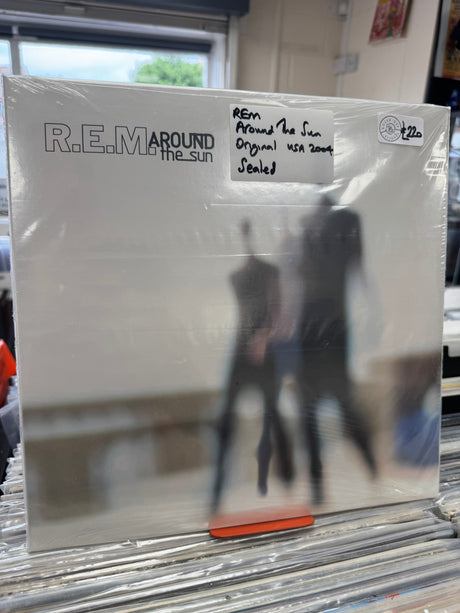 R.E.M. AROUND
the sun
REM
Around The Sun
Original USA 2004
Sealed
£220